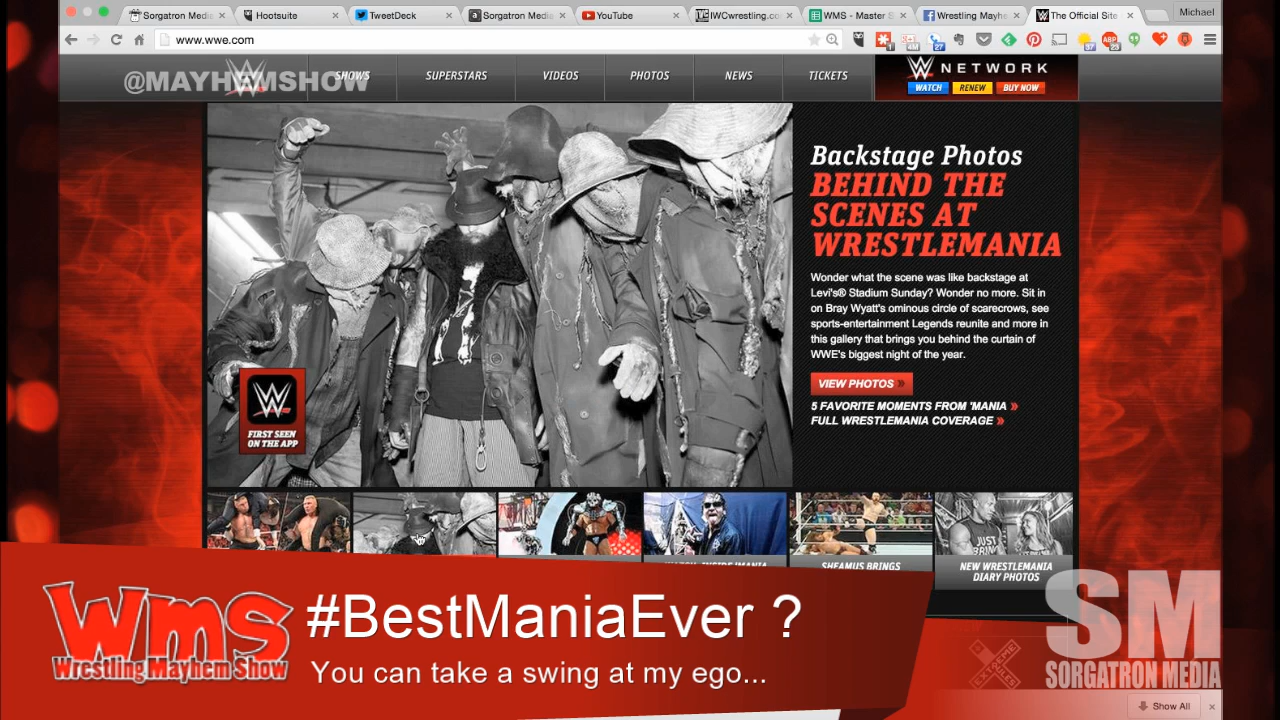 Sorgatron Media
Hootsuite
TweetDeck
Sorgatron Media
YouTube
IWCwrestling.co
WMS - Master S
Wrestling Mayhe
The Official Site
Michael
www.wwe.com
@MAYHEMSHOW
SHOWS
SUPERSTARS
VIDEOS
PHOTOS
NEWS
TICKETS
NETWORK
WATCH
RENEW
BUY NOW
Backstage Photos
BEHIND THE
SCENES AT
WRESTLEMANIA
Wonder what the scene was like backstage at
Levi's® Stadium Sunday? Wonder no more. Sit in
on Bray Wyatt's ominous circle of scarecrows, see
sports-entertainment Legends reunite and more in
this gallery that brings you behind the curtain of
WWE's biggest night of the year.
VIEW PHOTOS »
5 FAVORITE MOMENTS FROM 'MANIA »
FULL WRESTLEMANIA COVERAGE »
W
FIRST SEEN
ON THE APP
JUST
BRIN
SHEAMUS BRINGS
NEW WRESTLEMANIA
DIARY PHOTOS
wms
Wrestling Mayhem Show
#BestManiaEver ?
You can take a swing at my ego...
SM
SORGATRON MEDIA
EXTREME
Show All